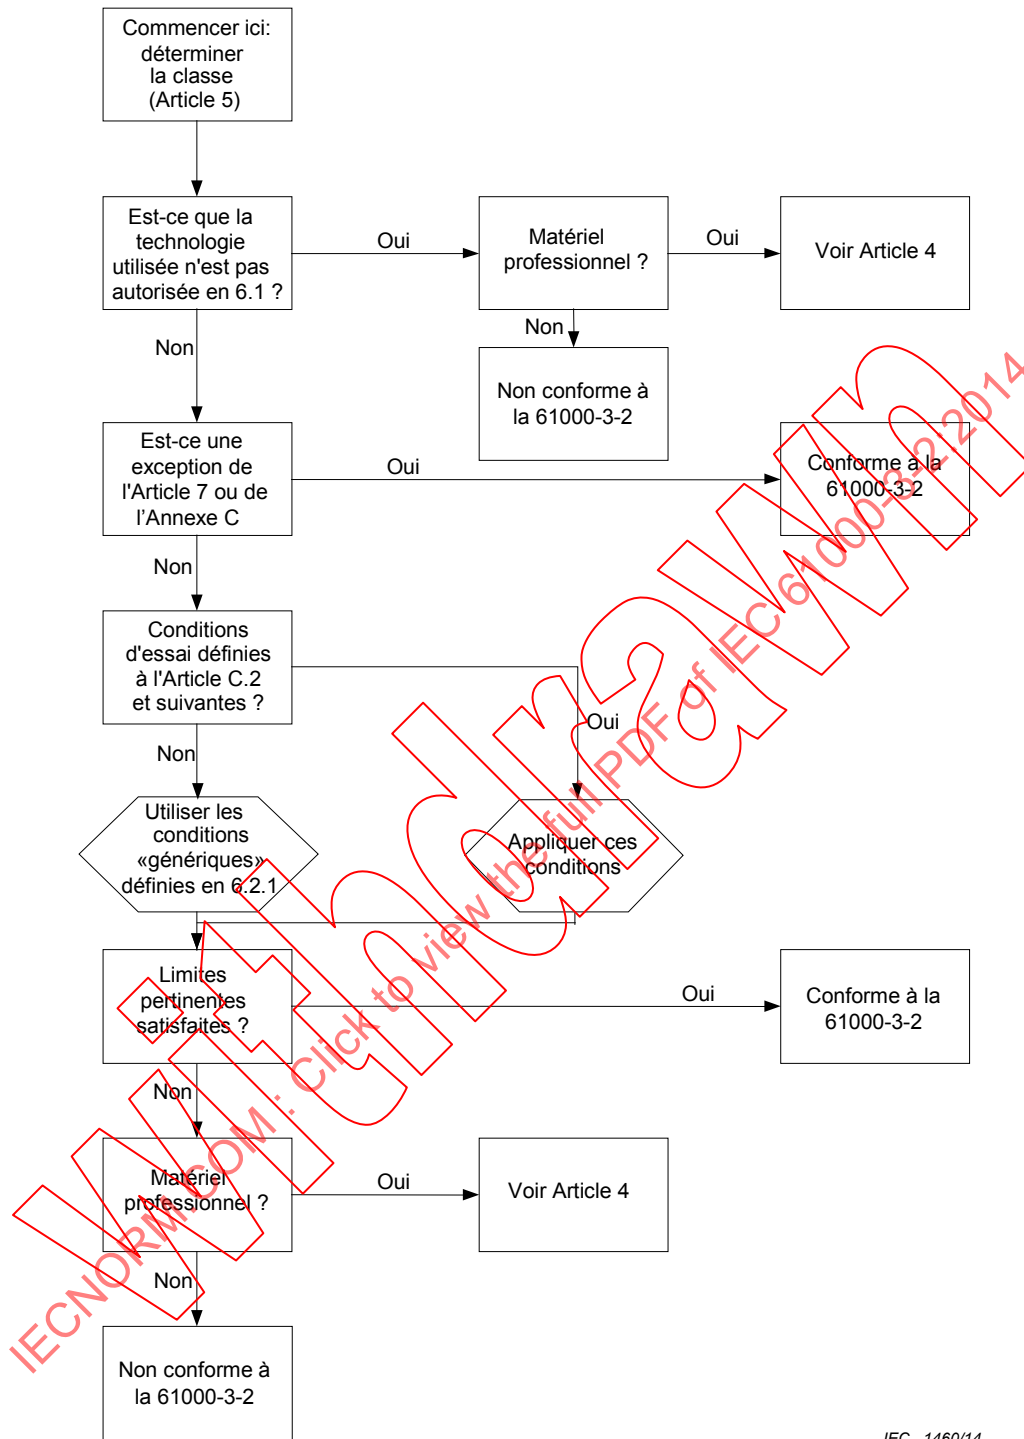 Commencer ici:
déterminer
la classe
(Article 5)
Est-ce que la
technologie
utilisée n'est pas
autorisée en 6.1 ?
Oui
Matériel
professionnel ?
Oui
Voir Article 4
Non
Non
Non conforme à
la 61000-3-2
Est-ce une
exception de
l'Article 7 ou de
l’Annexe C
Oui
Conforme à la
61000-3-2
Non
Conditions
d'essai définies
à l'Article C.2
et suivantes ?
Oui
Non
Utiliser les
conditions
«génériques»
définies en 6.2.1
Appliquer ces
conditions
Limites
pertinentes
satisfaites ?
Oui
Conforme à la
61000-3-2
Non
Matériel
professionnel ?
Oui
Voir Article 4
Non
Non conforme à
la 61000-3-2
IEC 1460/14
Withdrawn
IECNORM.COM : Click to view the full PDF of IEC 61000-3-2:2014